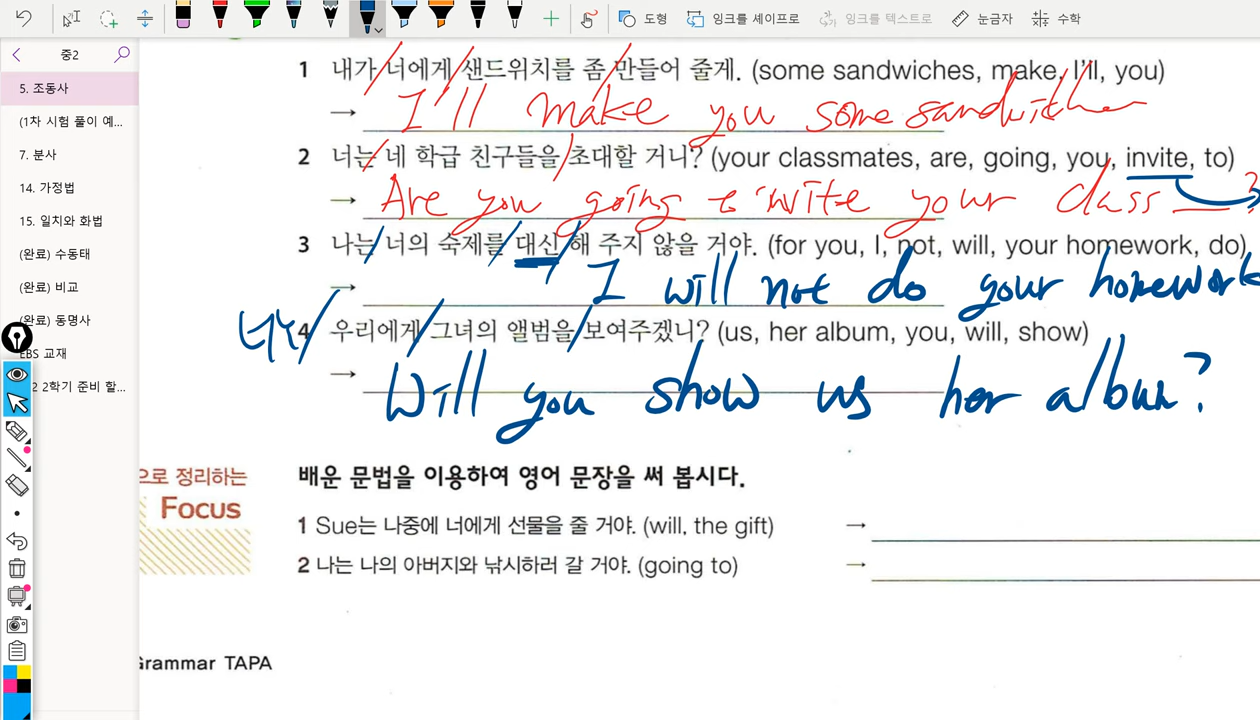 도형
잉크를 셰이프로
잉크를 텍스트로
눈금자
수학
중2
5. 조동사
(1차 시험 풀이 예...
7. 분사
14. 가정법
15. 일치와 화법
(완료) 수동태
(완료) 비교
(완료) 동명사
EBS 교재
2 2학기 준비 할...
1 내가 너에게 샌드위치를 좀 만들어 줄게. (some sandwiches, make, I'll, you)
→ I'll make you some sandwiches
2 너는 네 학급 친구들을 초대할 거니? (your classmates, are, going, you, invite, to)
→ Are you going to invite your class ?
3 나는 너의 숙제를 대신 해 주지 않을 거야. (for you, I, not, will, your homework, do)
→ I will not do your homework
너가
4 우리에게 그녀의 앨범을 보여주겠니? (us, her album, you, will, show)
→ Will you show us her album?
으로 정리하는
Focus
배운 문법을 이용하여 영어 문장을 써 봅시다.
1 Sue는 나중에 너에게 선물을 줄 거야. (will, the gift) →
2 나는 나의 아버지와 낚시하러 갈 거야. (going to) →
Grammar TAPA